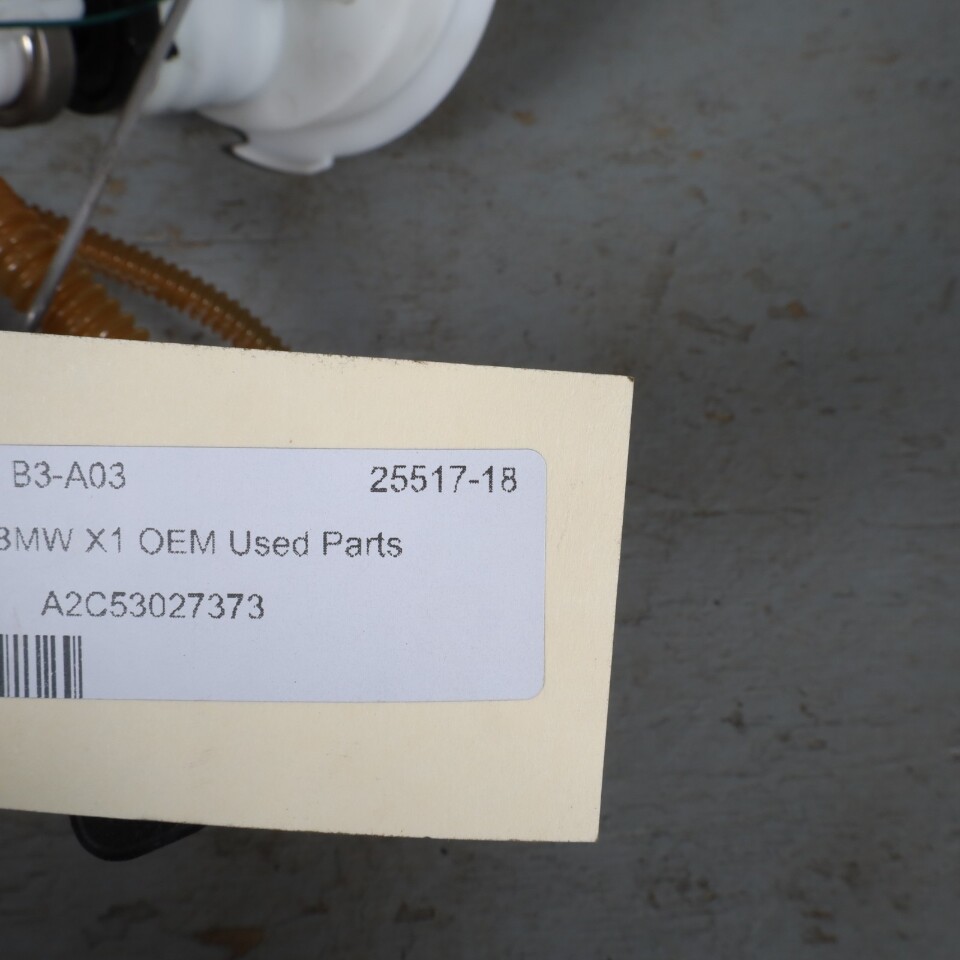 B3-A03 25517-18
BMW X1 OEM Used Parts
A2C53027373